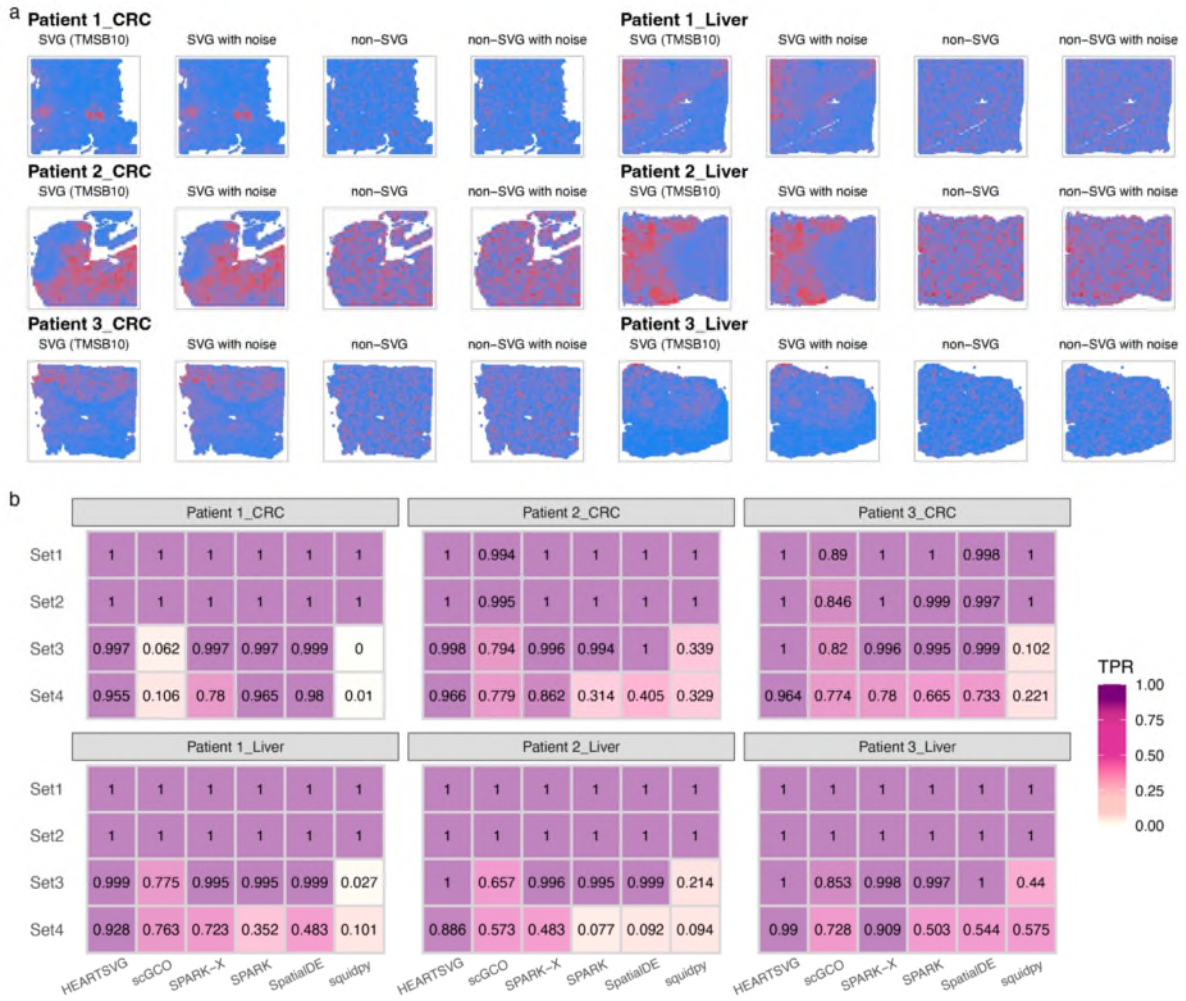 a
Patient 1_CRC
Patient 1_Liver
SVG (TMSB10) SVG with noise non-SVG non-SVG with noise SVG (TMSB10) SVG with noise non-SVG non-SVG with noise
Patient 2_CRC
Patient 2_Liver
SVG (TMSB10) SVG with noise non-SVG non-SVG with noise SVG (TMSB10) SVG with noise non-SVG non-SVG with noise
Patient 3_CRC
Patient 3_Liver
SVG (TMSB10) SVG with noise non-SVG non-SVG with noise SVG (TMSB10) SVG with noise non-SVG non-SVG with noise
b
Patient 1_CRC Patient 2_CRC Patient 3_CRC
Set1 1 1 1 1 1 1 1 0.994 1 1 1 1 1 0.89 1 1 0.998 1
Set2 1 1 1 1 1 1 1 0.995 1 1 1 1 1 0.846 1 0.999 0.997 1
Set3 0.997 0.062 0.997 0.997 0.999 0 0.998 0.794 0.996 0.994 1 0.339 1 0.82 0.996 0.995 0.999 0.102
Set4 0.955 0.106 0.78 0.965 0.98 0.01 0.966 0.779 0.862 0.314 0.405 0.329 0.964 0.774 0.78 0.665 0.733 0.221
Patient 1_Liver Patient 2_Liver Patient 3_Liver
Set1 1 1 1 1 1 1 1 1 1 1 1 1 1 1 1 1 1 1
Set2 1 1 1 1 1 1 1 1 1 1 1 1 1 1 1 1 1 1
Set3 0.999 0.775 0.995 0.995 0.999 0.027 1 0.657 0.996 0.995 0.999 0.214 1 0.853 0.998 0.997 1 0.44
Set4 0.928 0.763 0.723 0.352 0.483 0.101 0.886 0.573 0.483 0.077 0.092 0.094 0.99 0.728 0.909 0.503 0.544 0.575
HEARTSVG scGCO SPARK-X SPARK SpatialDE squidpy HEARTSVG scGCO SPARK-X SPARK SpatialDE squidpy HEARTSVG scGCO SPARK-X SPARK SpatialDE squidpy
TPR
1.00
0.75
0.50
0.25
0.00